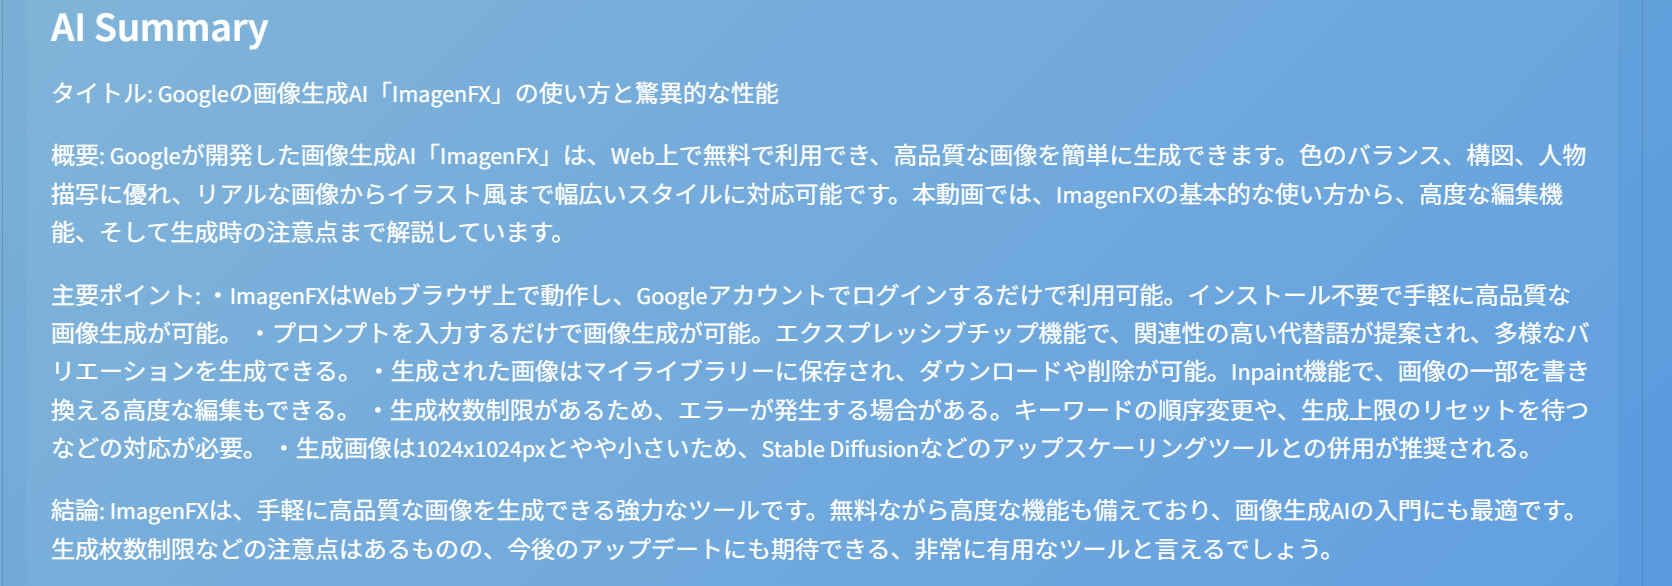 AI Summary
タイトル: Googleの画像生成AI「ImagenFX」の使い方と驚異的な性能
概要: Googleが開発した画像生成AI「ImagenFX」は、Web上で無料で利用でき、高品質な画像を簡単に生成できます。色のバランス、構図、人物
描写に優れ、リアルな画像からイラスト風まで幅広いスタイルに対応可能です。本動画では、ImagenFXの基本的な使い方から、高度な編集機
能、そして生成時の注意点まで解説しています。
主要ポイント: ・ImagenFXはWebブラウザ上で動作し、Googleアカウントでログインするだけで利用可能。インストール不要で手軽に高品質な
画像生成が可能。 ・プロンプトを入力するだけで画像生成が可能。エクスプレッシブチップ機能で、関連性の高い代替語が提案され、多様なバ
リエーションを生成できる。 ・生成された画像はマイライブラリーに保存され、ダウンロードや削除が可能。Inpaint機能で、画像の一部を書き
換える高度な編集もできる。 ・生成枚数制限があるため、エラーが発生する場合がある。キーワードの順序変更や、生成上限のリセットを待つ
などの対応が必要。 ・生成画像は1024x1024pxとやや小さいため、Stable Diffusionなどのアップスケーリングツールとの併用が推奨される。
結論: ImagenFXは、手軽に高品質な画像を生成できる強力なツールです。無料ながら高度な機能も備えており、画像生成AIの入門にも最適です。
生成枚数制限などの注意点はあるものの、今後のアップデートにも期待できる、非常に有用なツールと言えるでしょう。